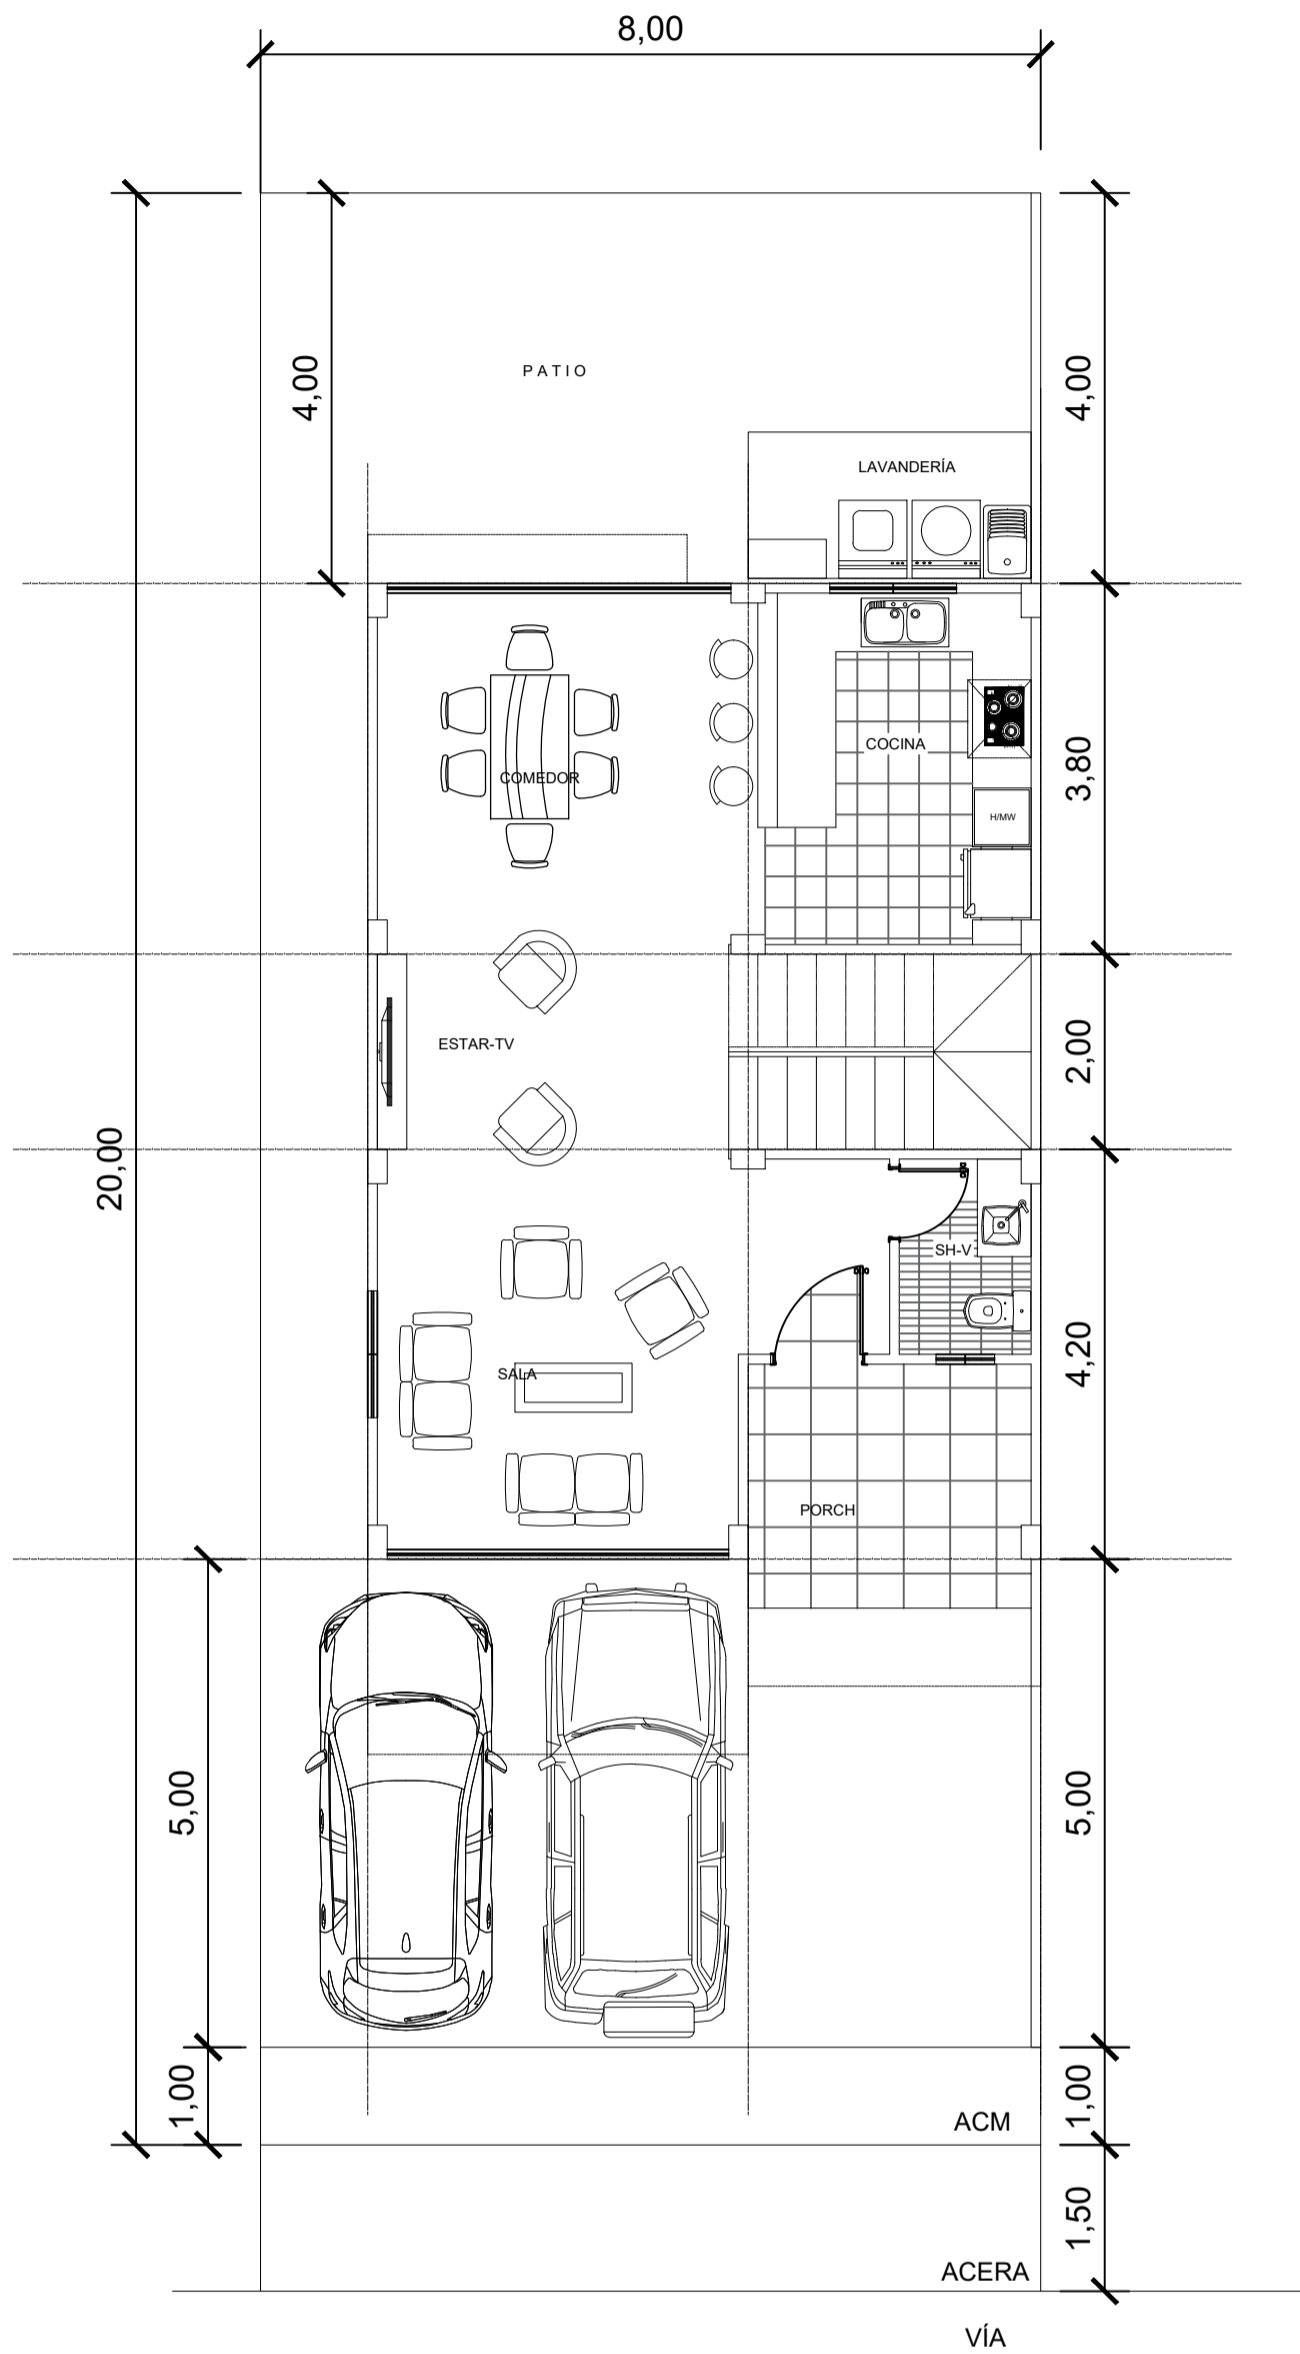 8,00
4,00
4,00
P A T I O
LAVANDERÍA
COCINA
3,80
COMEDOR
H/MW
ESTAR-TV
2,00
20,00
SH-V
4,20
SALA
PORCH
5,00
5,00
1,00
1,00
ACM
1,50
ACERA
VÍA